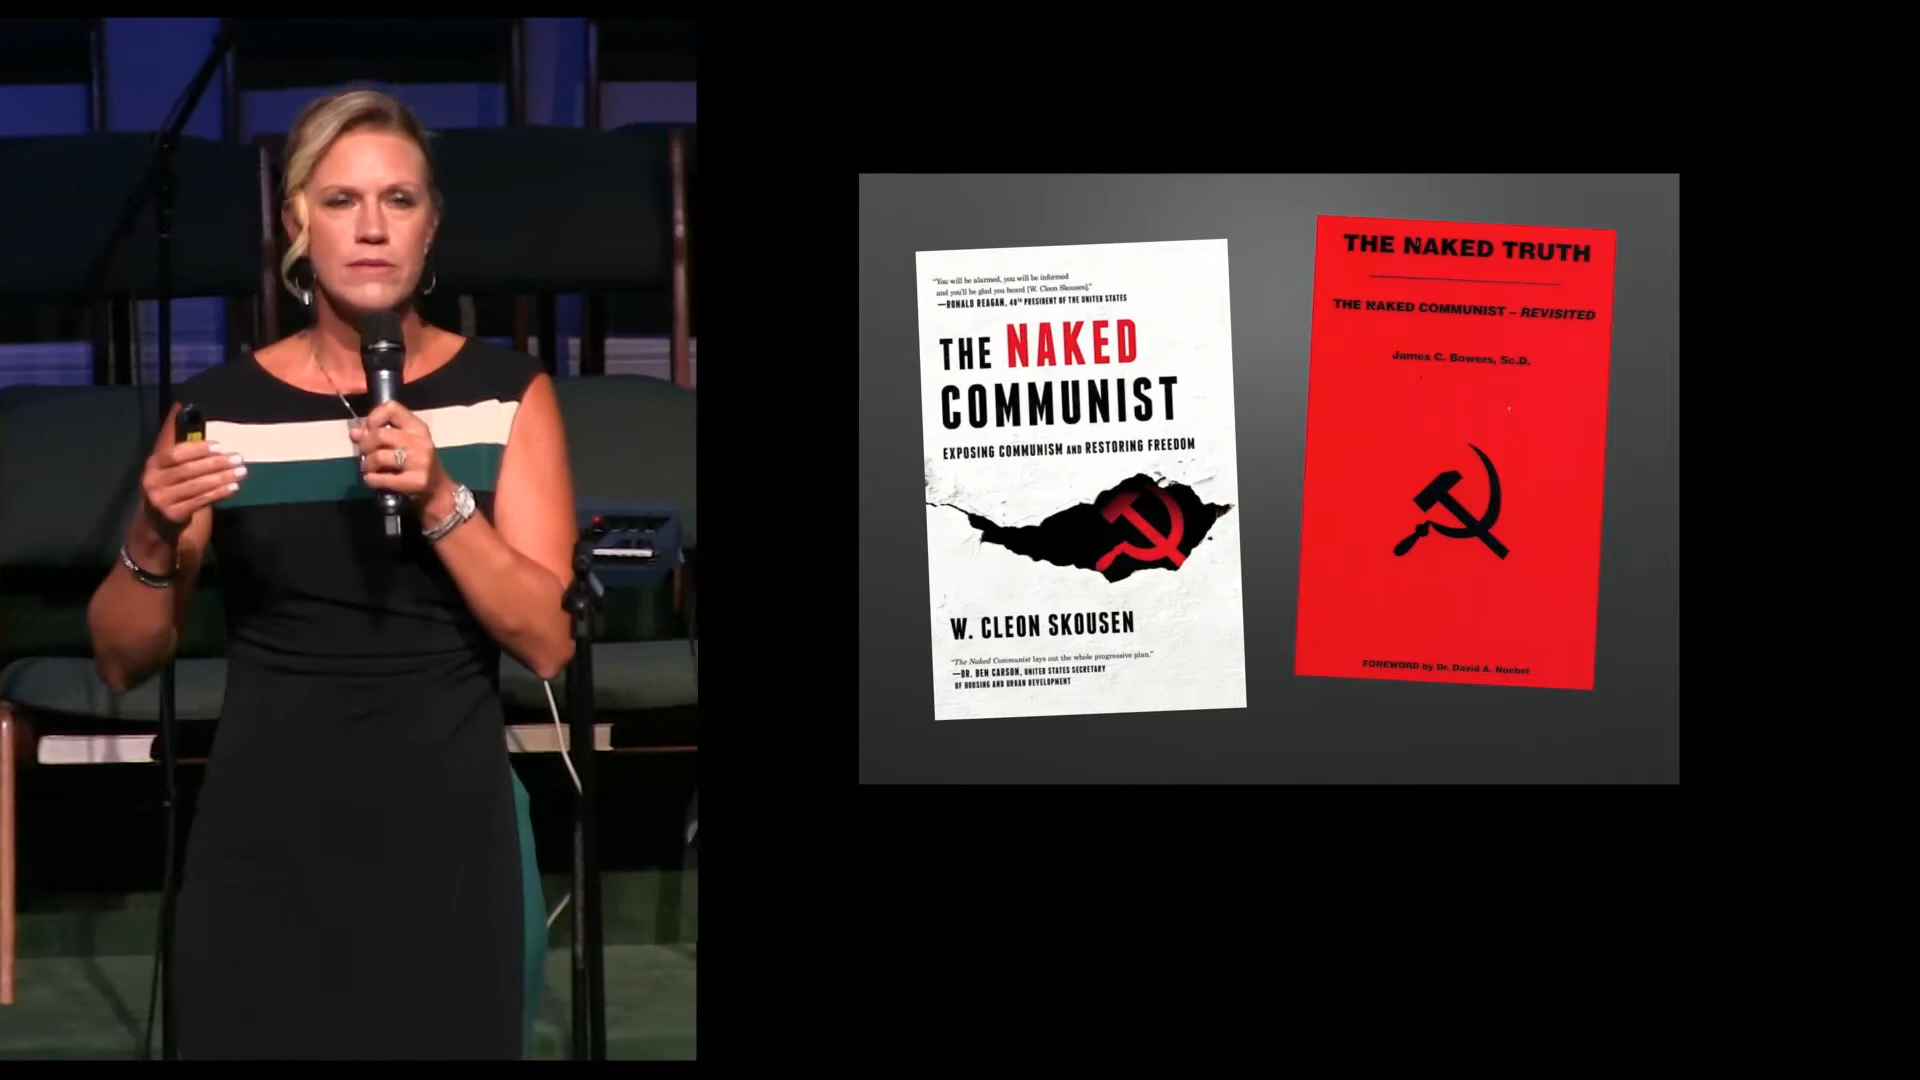 "You will be alarmed, you will be informed
and you'll be glad you heard [W. Cleon Skousen]."
—RONALD REAGAN, 40TH PRESIDENT OF THE UNITED STATES
THE NAKED
COMMUNIST
EXPOSING COMMUNISM AND RESTORING FREEDOM
W. CLEON SKOUSEN
"The Naked Communist lays out the whole progressive plan."
—DR. BEN CARSON, UNITED STATES SECRETARY
OF HOUSING AND URBAN DEVELOPMENT
THE NAKED TRUTH
THE NAKED COMMUNIST – REVISITED
James C. Bowers, Sc.D.
FOREWORD by Dr. David A. Noebel